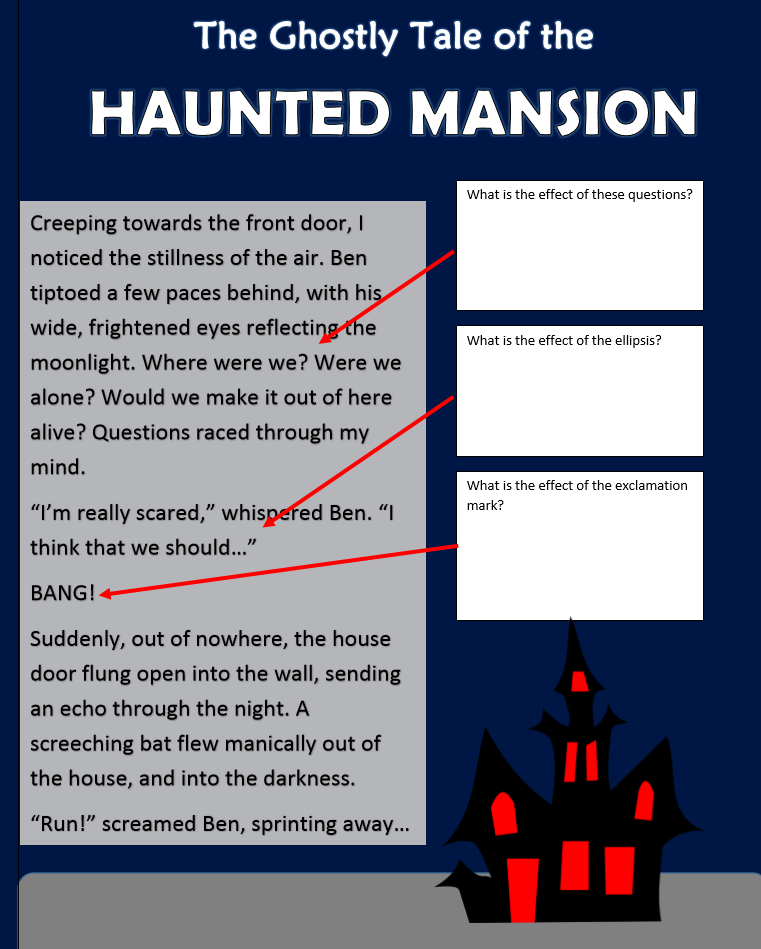 The Ghostly Tale of the
HAUNTED MANSION
Creeping towards the front door, I
noticed the stillness of the air. Ben
tiptoed a few paces behind, with his
wide, frightened eyes reflecting the
moonlight. Where were we? Were we
alone? Would we make it out of here
alive? Questions raced through my
mind.
“I’m really scared,” whispered Ben. “I
think that we should…”
BANG!
Suddenly, out of nowhere, the house
door flung open into the wall, sending
an echo through the night. A
screeching bat flew manically out of
the house, and into the darkness.
“Run!” screamed Ben, sprinting away…
What is the effect of these questions?
What is the effect of the ellipsis?
What is the effect of the exclamation
mark?